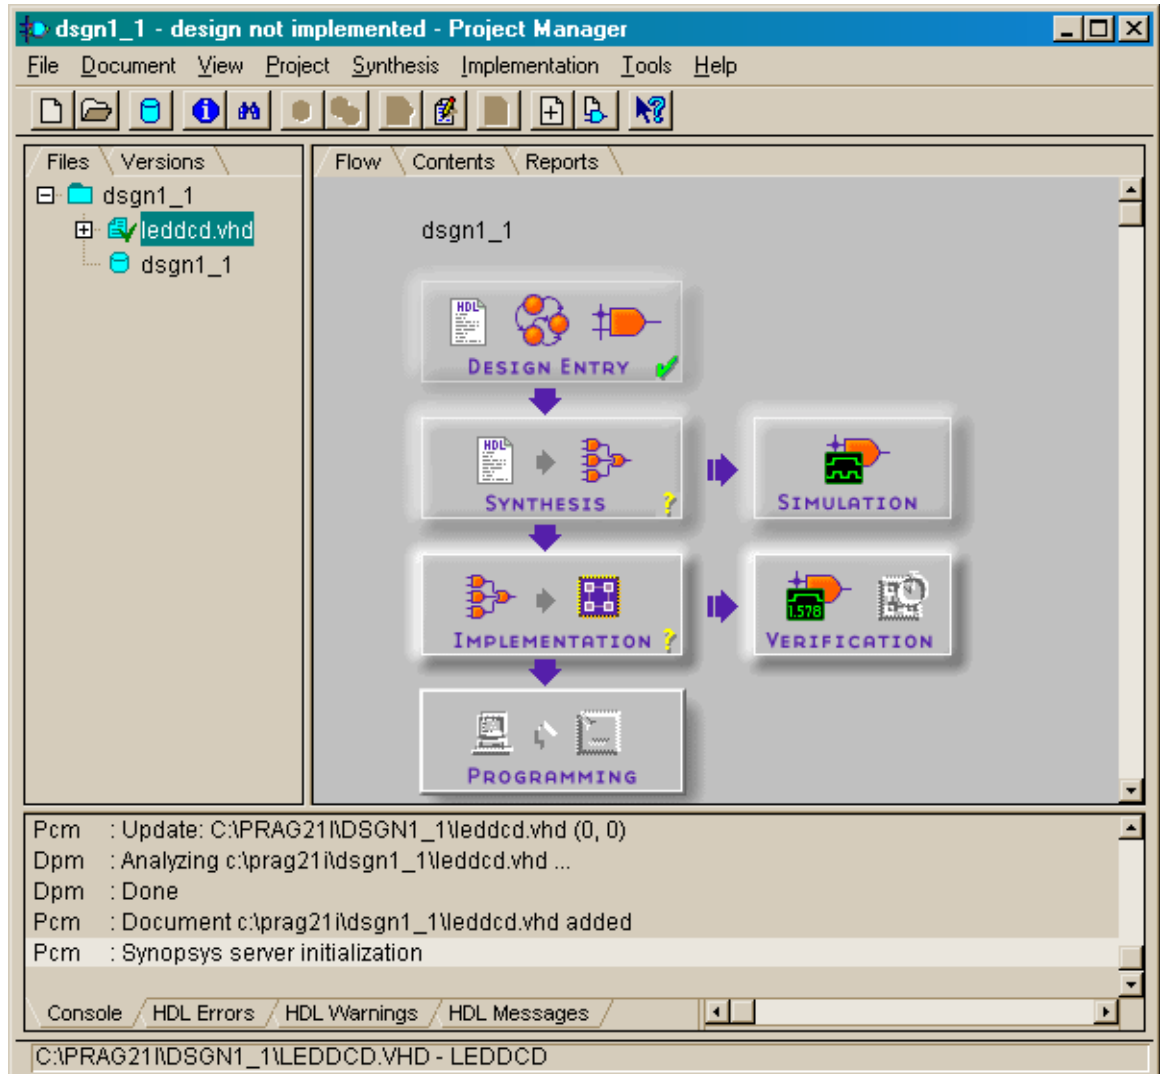 dsgn1_1 - design not implemented - Project Manager
File Document View Project Synthesis Implementation Tools Help
Files Versions
Flow Contents Reports
dsgn1_1
leddcd.vhd
dsgn1_1
dsgn1_1
HDL
DESIGN ENTRY
HDL
SYNTHESIS ?
SIMULATION
IMPLEMENTATION ?
1.578
VERIFICATION
PROGRAMMING
Pcm : Update: C:\PRAG21I\DSGN1_1\leddcd.vhd (0, 0)
Dpm : Analyzing c:\prag21i\dsgn1_1\leddcd.vhd ...
Dpm : Done
Pcm : Document c:\prag21i\dsgn1_1\leddcd.vhd added
Pcm : Synopsys server initialization
Console HDL Errors HDL Warnings HDL Messages
C:\PRAG21I\DSGN1_1\LEDDCD.VHD - LEDDCD